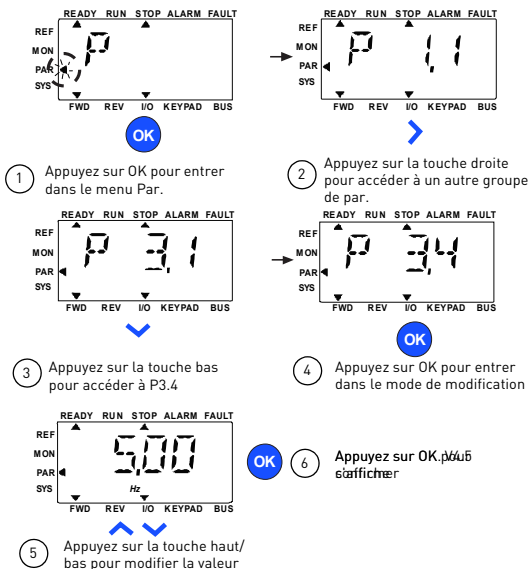 READY RUN STOP ALARM FAULT
REF
MON
PAR
SYS
P
FWD REV I/O KEYPAD BUS
OK
1 Appuyez sur OK pour entrer
dans le menu Par.
READY RUN STOP ALARM FAULT
REF
MON
PAR
SYS
P 1,1
FWD REV I/O KEYPAD BUS
2 Appuyez sur la touche droite
pour accéder à un autre groupe
de par.
READY RUN STOP ALARM FAULT
REF
MON
PAR
SYS
P 3,1
FWD REV I/O KEYPAD BUS
3 Appuyez sur la touche bas
pour accéder à P3.4
READY RUN STOP ALARM FAULT
REF
MON
PAR
SYS
P 3,4
FWD REV I/O KEYPAD BUS
OK
4 Appuyez sur OK pour entrer
dans le mode de modification
READY RUN STOP ALARM FAULT
REF
MON
PAR
SYS
5,00
Hz
FWD REV I/O KEYPAD BUS
5 Appuyez sur la touche haut/
bas pour modifier la valeur
OK
6 Appuyez sur OK